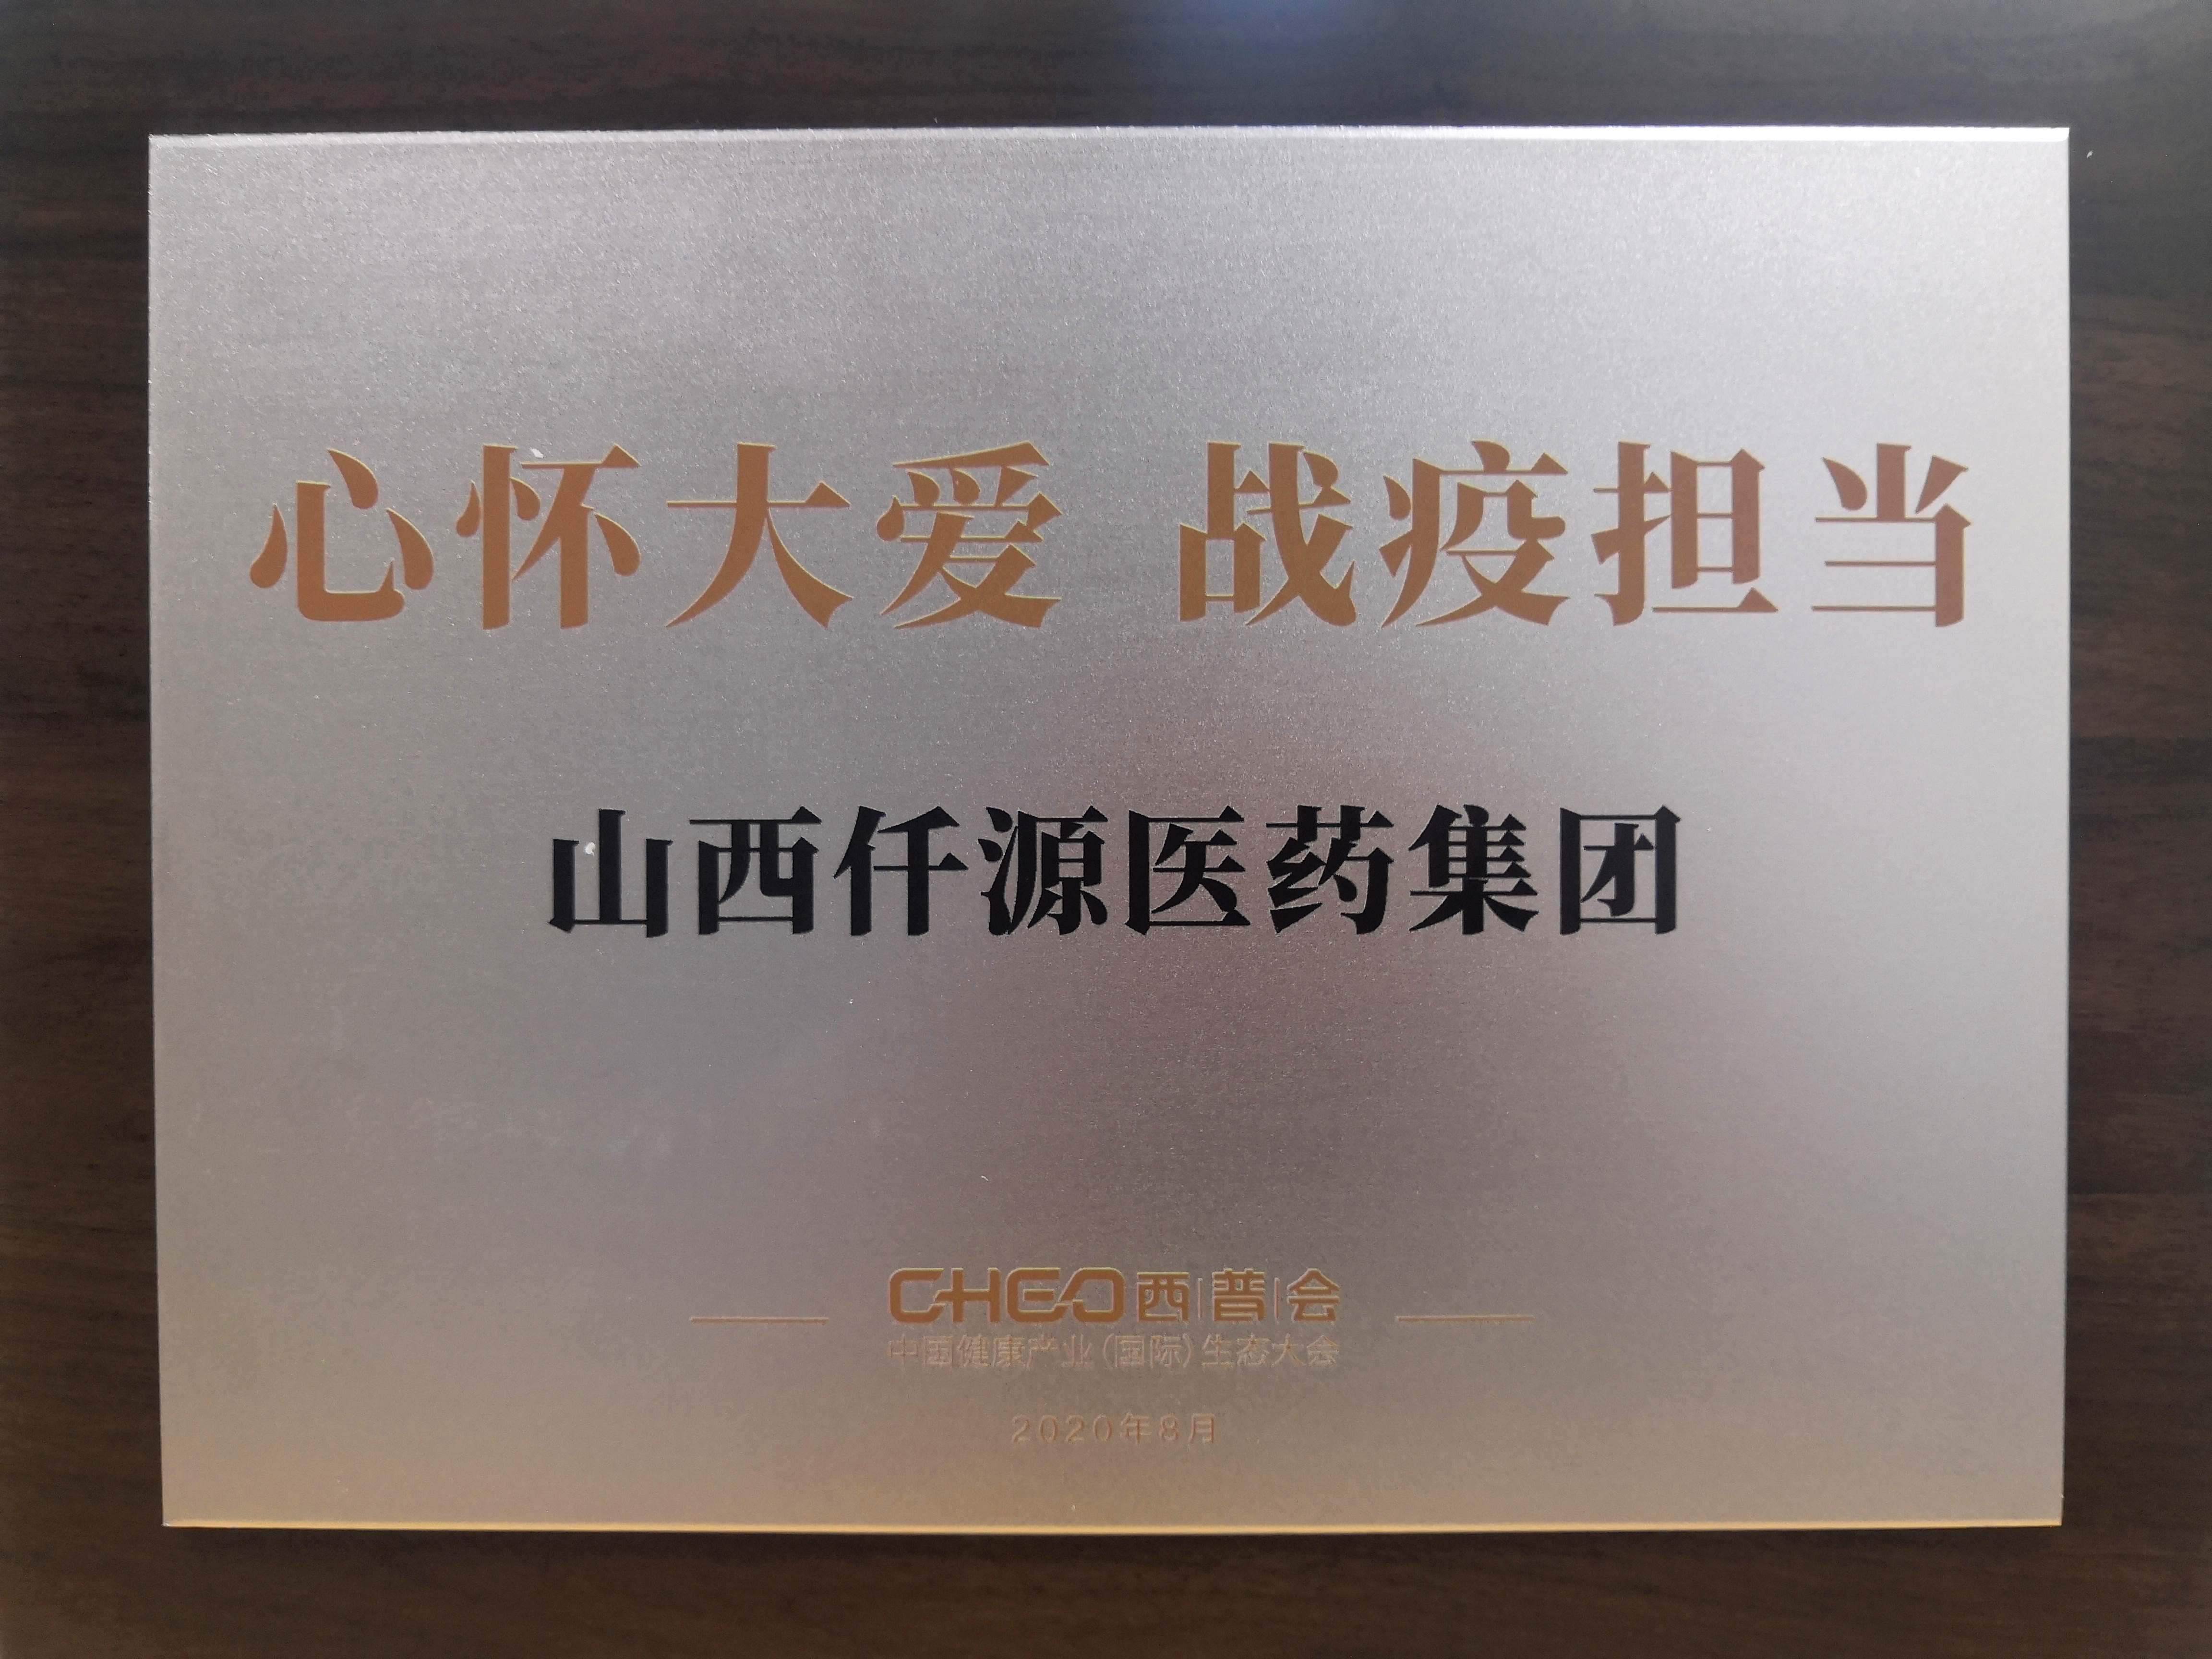 心怀大爱 战疫担当
山西仟源医药集团
CHEO西|普|会
中国健康产业(国际)生态大会
2020年8月